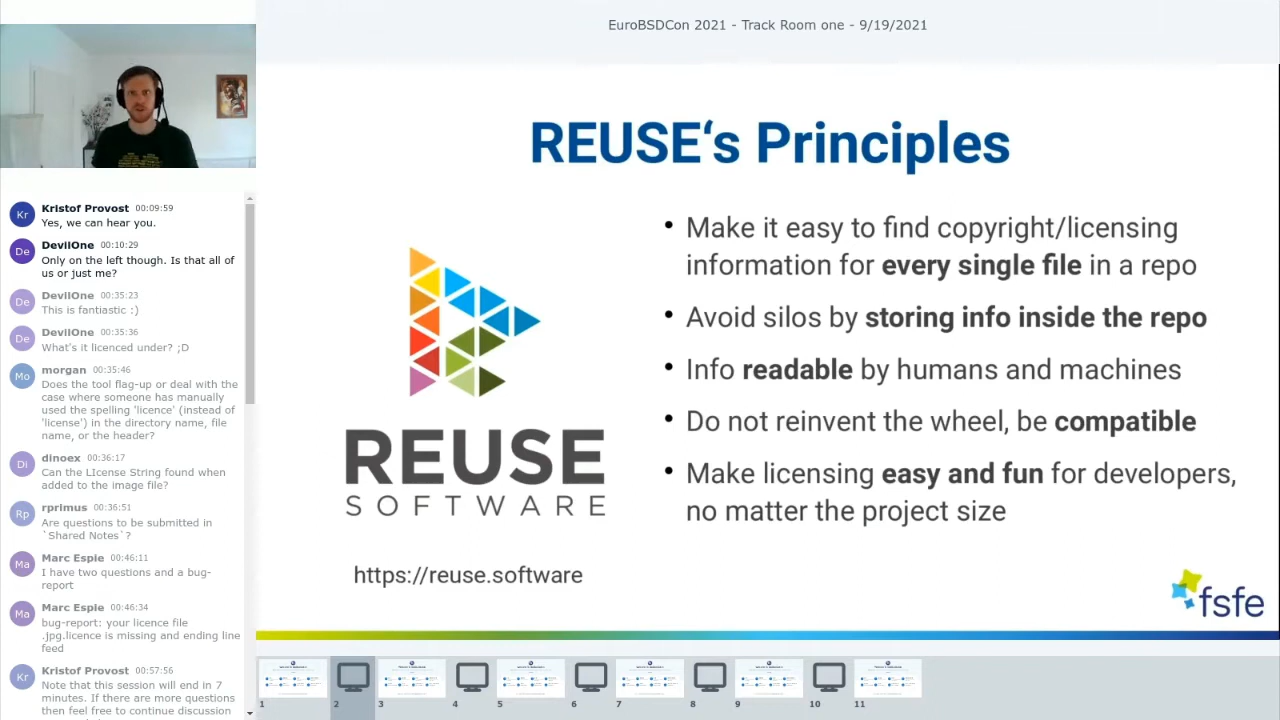 EuroBSDCon 2021 - Track Room one - 9/19/2021
Kr
Kristof Provost 00:09:59
Yes, we can hear you.
De
DevilOne 00:10:29
Only on the left though. Is that all of
us or just me?
De
DevilOne 00:35:23
This is fantiastic :)
De
DevilOne 00:35:36
What's it licenced under? ;D
Mo
morgan 00:35:46
Does the tool flag-up or deal with the
case where someone has manually
used the spelling 'licence' (instead of
'license') in the directory name, file
name, or the header?
Di
dinoex 00:36:17
Can the LIcense String found when
added to the image file?
Rp
rprimus 00:36:51
Are questions to be submitted in
`Shared Notes`?
Ma
Marc Espie 00:46:11
I have two questions and a bug-
report
Ma
Marc Espie 00:46:34
bug-report: your licence file
.jpg.licence is missing and ending line
feed
Kr
Kristof Provost 00:57:56
Note that this session will end in 7
minutes. If there are more questions
then feel free to continue discussion
REUSE‘s Principles
• Make it easy to find copyright/licensing
information for every single file in a repo
• Avoid silos by storing info inside the repo
• Info readable by humans and machines
• Do not reinvent the wheel, be compatible
• Make licensing easy and fun for developers,
no matter the project size
REUSE
SOFTWARE
https://reuse.software
fsfe
1
2
3
4
5
6
7
8
9
10
11